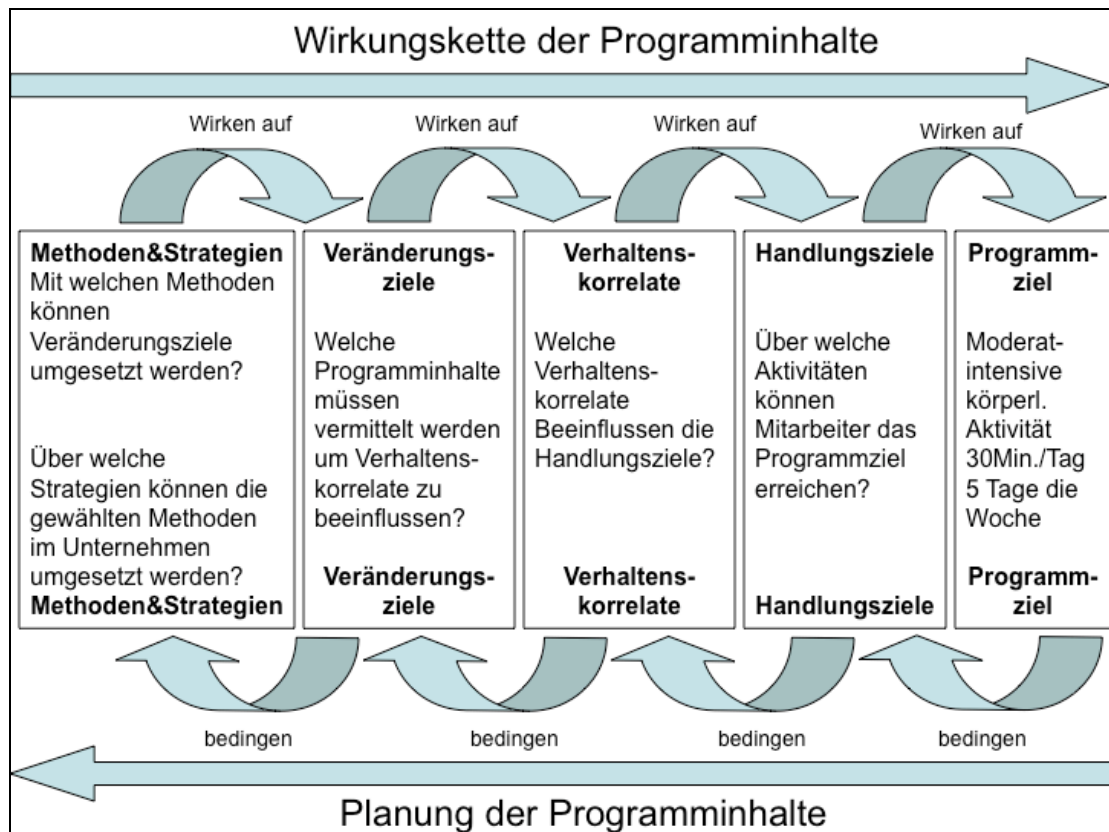 Wirkungskette der Programminhalte
Wirken auf
Wirken auf
Wirken auf
Wirken auf
Methoden&Strategien
Mit welchen Methoden
können
Veränderungsziele
umgesetzt werden?
Über welche
Strategien können die
gewählten Methoden
im Unternehmen
umgesetzt werden?
Methoden&Strategien
Veränderungs-
ziele
Welche
Programminhalte
müssen
vermittelt werden
um Verhaltens-
korrelate zu
beeinflussen?
Veränderungs-
ziele
Verhaltens-
korrelate
Welche
Verhaltens-
korrelate
Beeinflussen die
Handlungsziele?
Verhaltens-
korrelate
Handlungsziele
Über welche
Aktivitäten
können
Mitarbeiter das
Programmziel
erreichen?
Handlungsziele
Programm-
ziel
Moderat-
intensive
körperl.
Aktivität
30Min./Tag
5 Tage die
Woche
Programm-
ziel
bedingen
bedingen
bedingen
bedingen
Planung der Programminhalte